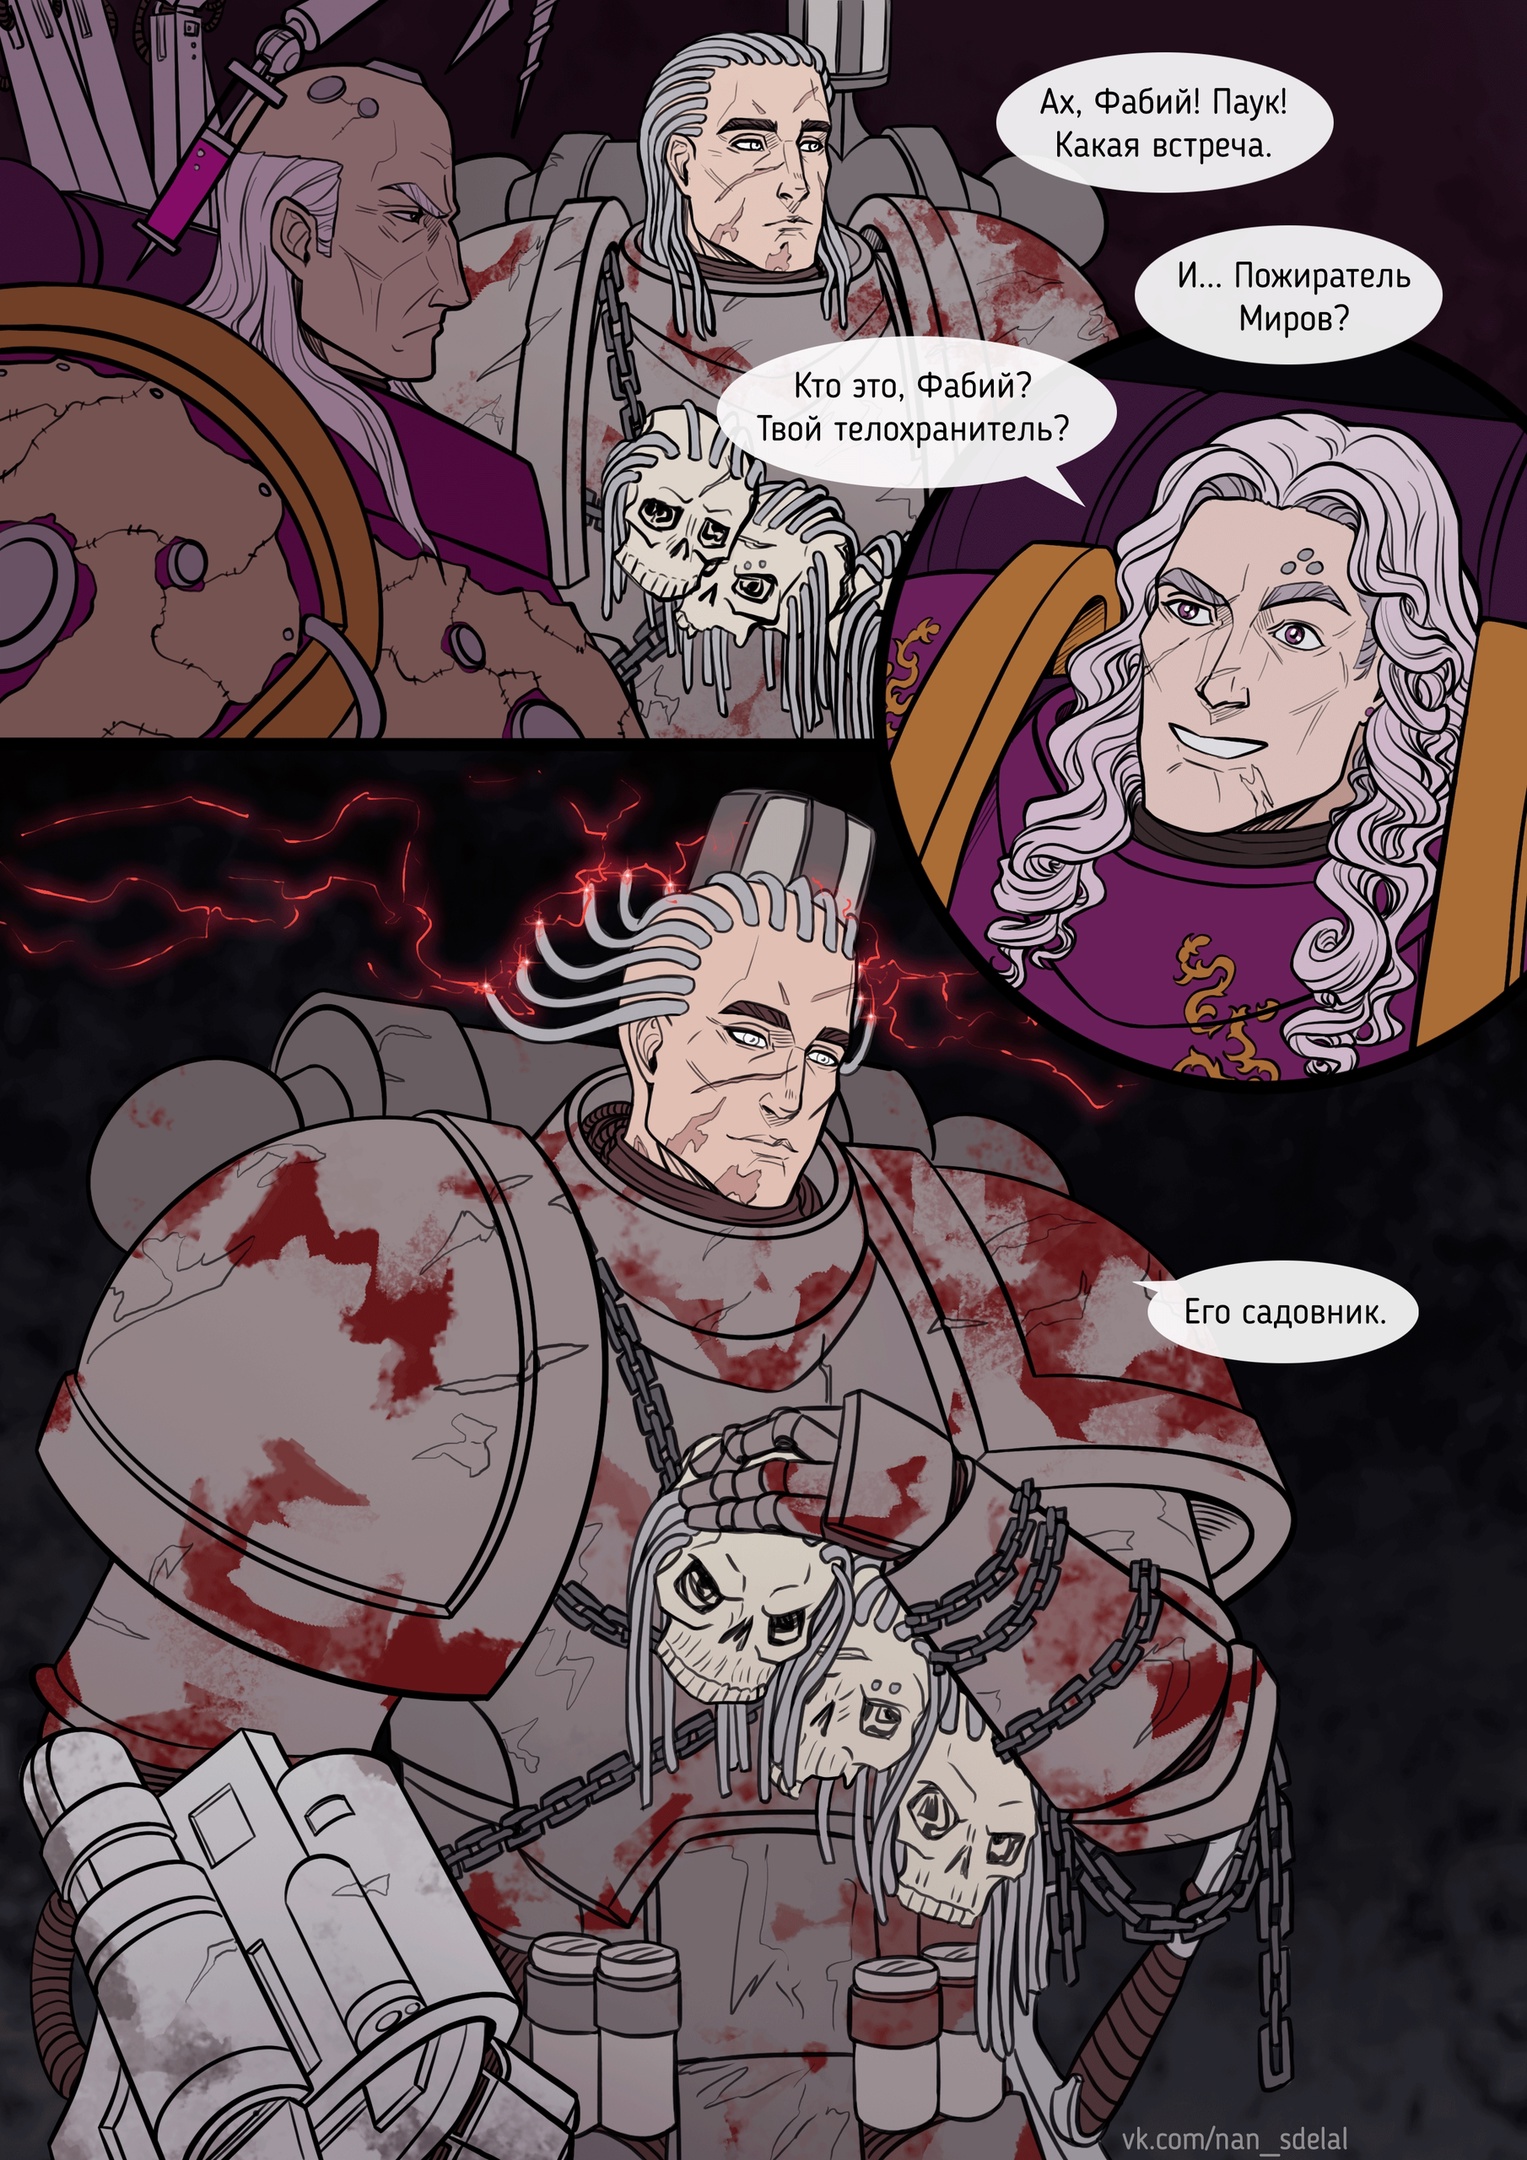 Ах, Фабий! Паук!
Какая встреча.
И... Пожиратель
Миров?
Кто это, Фабий?
Твой телохранитель?
Его садовник.
vk.com/nan_sdelal